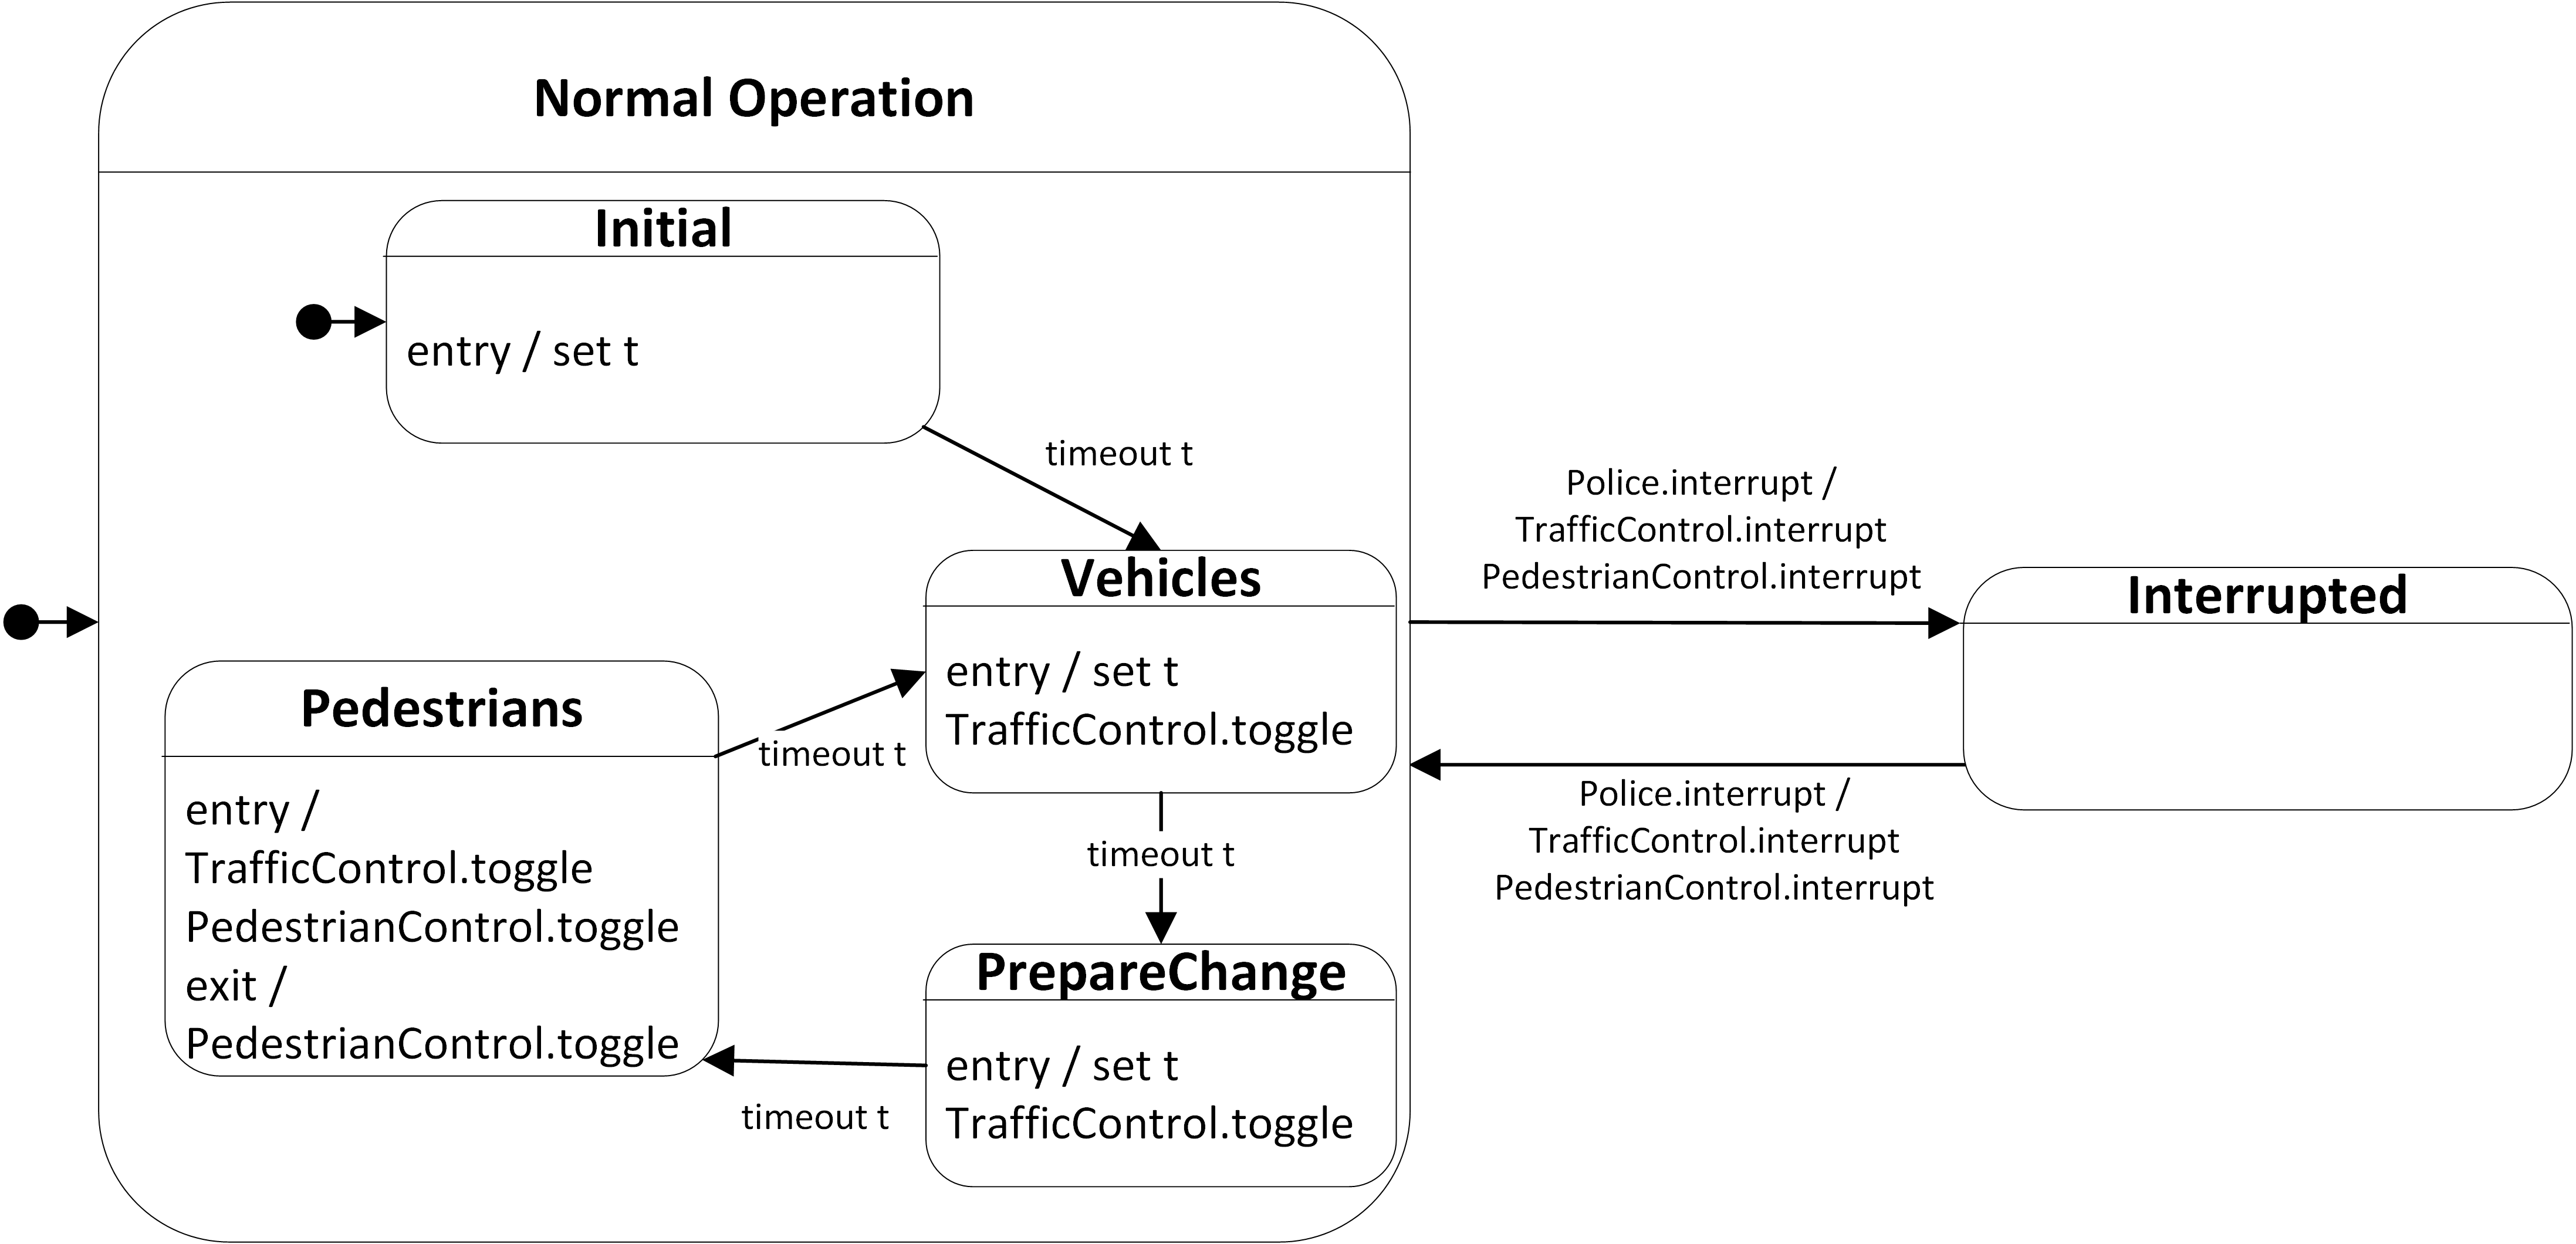 Normal Operation
Initial
entry / set t
timeout t
Police.interrupt /
TrafficControl.interrupt
PedestrianControl.interrupt
Vehicles
entry / set t
TrafficControl.toggle
Interrupted
Pedestrians
entry /
TrafficControl.toggle
PedestrianControl.toggle
exit /
PedestrianControl.toggle
timeout t
timeout t
Police.interrupt /
TrafficControl.interrupt
PedestrianControl.interrupt
PrepareChange
entry / set t
TrafficControl.toggle
timeout t